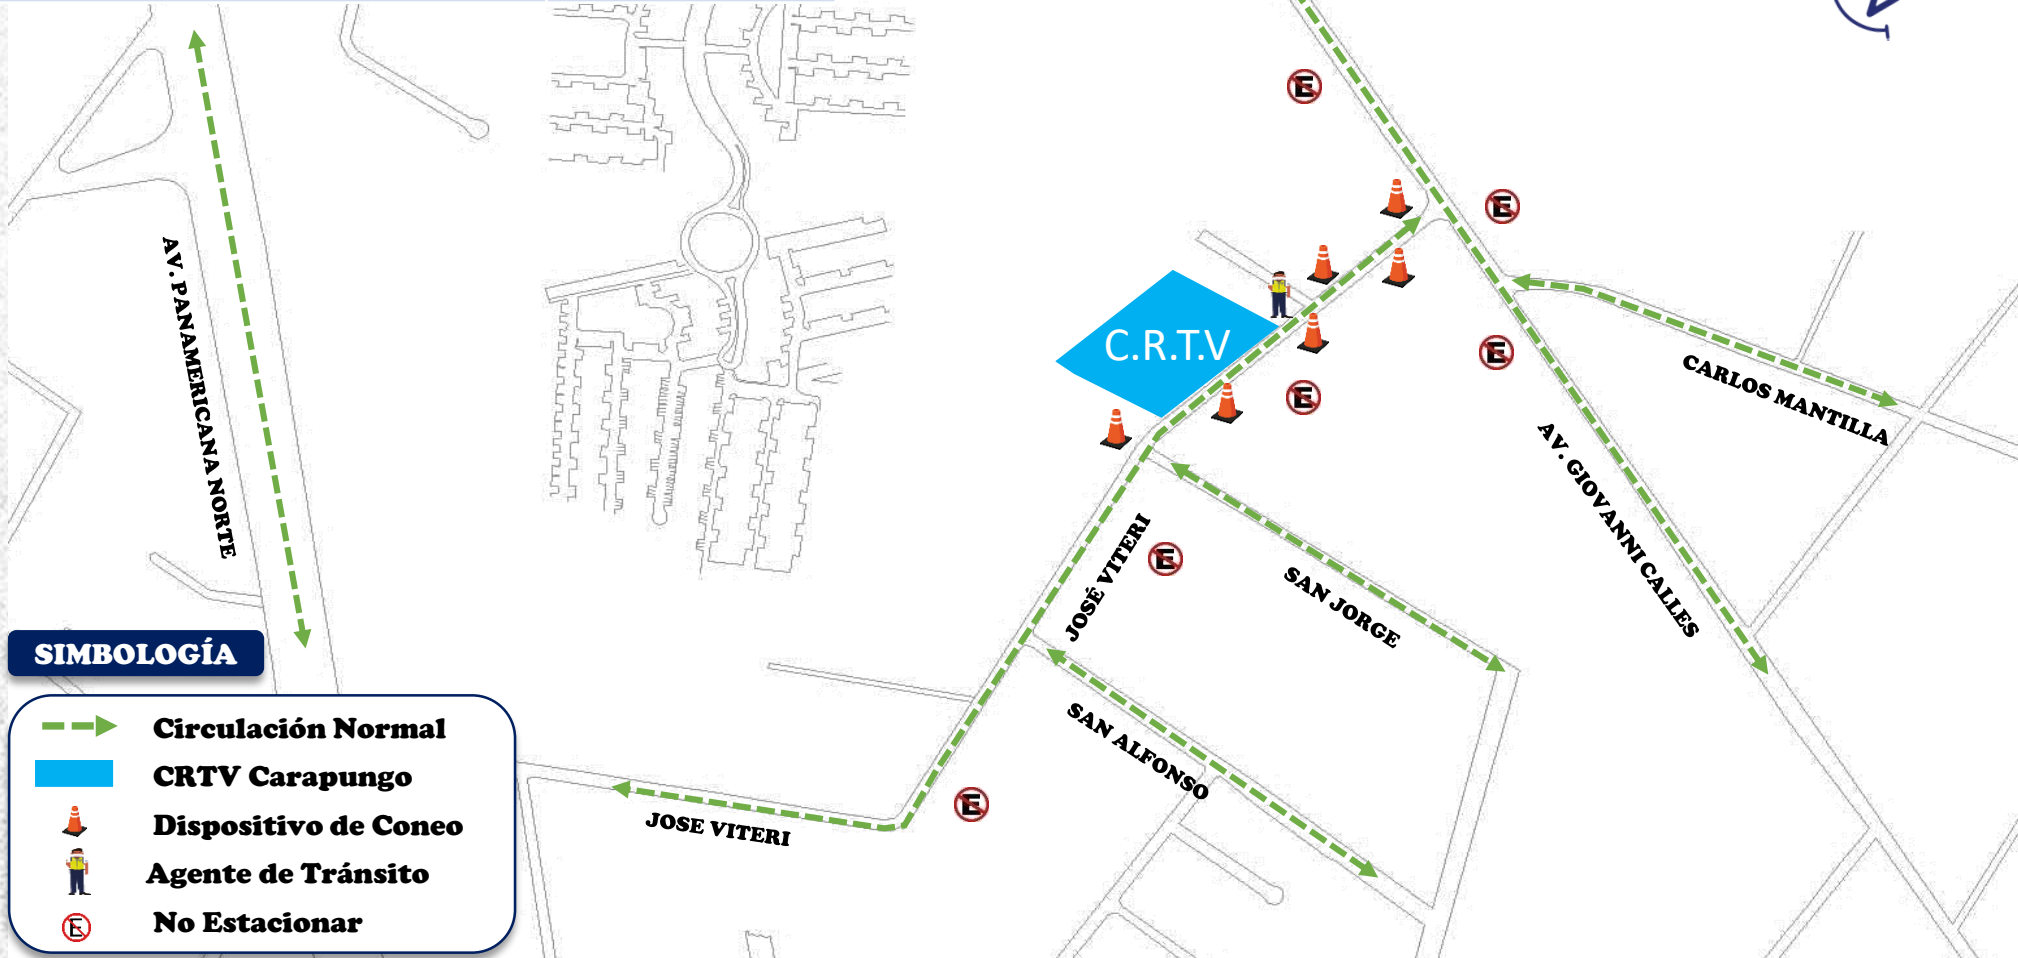 E
E
C.R.T.V
E
E
CARLOS MANTILLA
AV. PANAMERICANA NORTE
AV. GIOVANNI CALLES
JOSÉ VITERI
E
SAN JORGE
SAN ALFONSO
E
JOSE VITERI
SIMBOLOGÍA
Circulación Normal
CRTV Carapungo
Dispositivo de Coneo
Agente de Tránsito
E No Estacionar